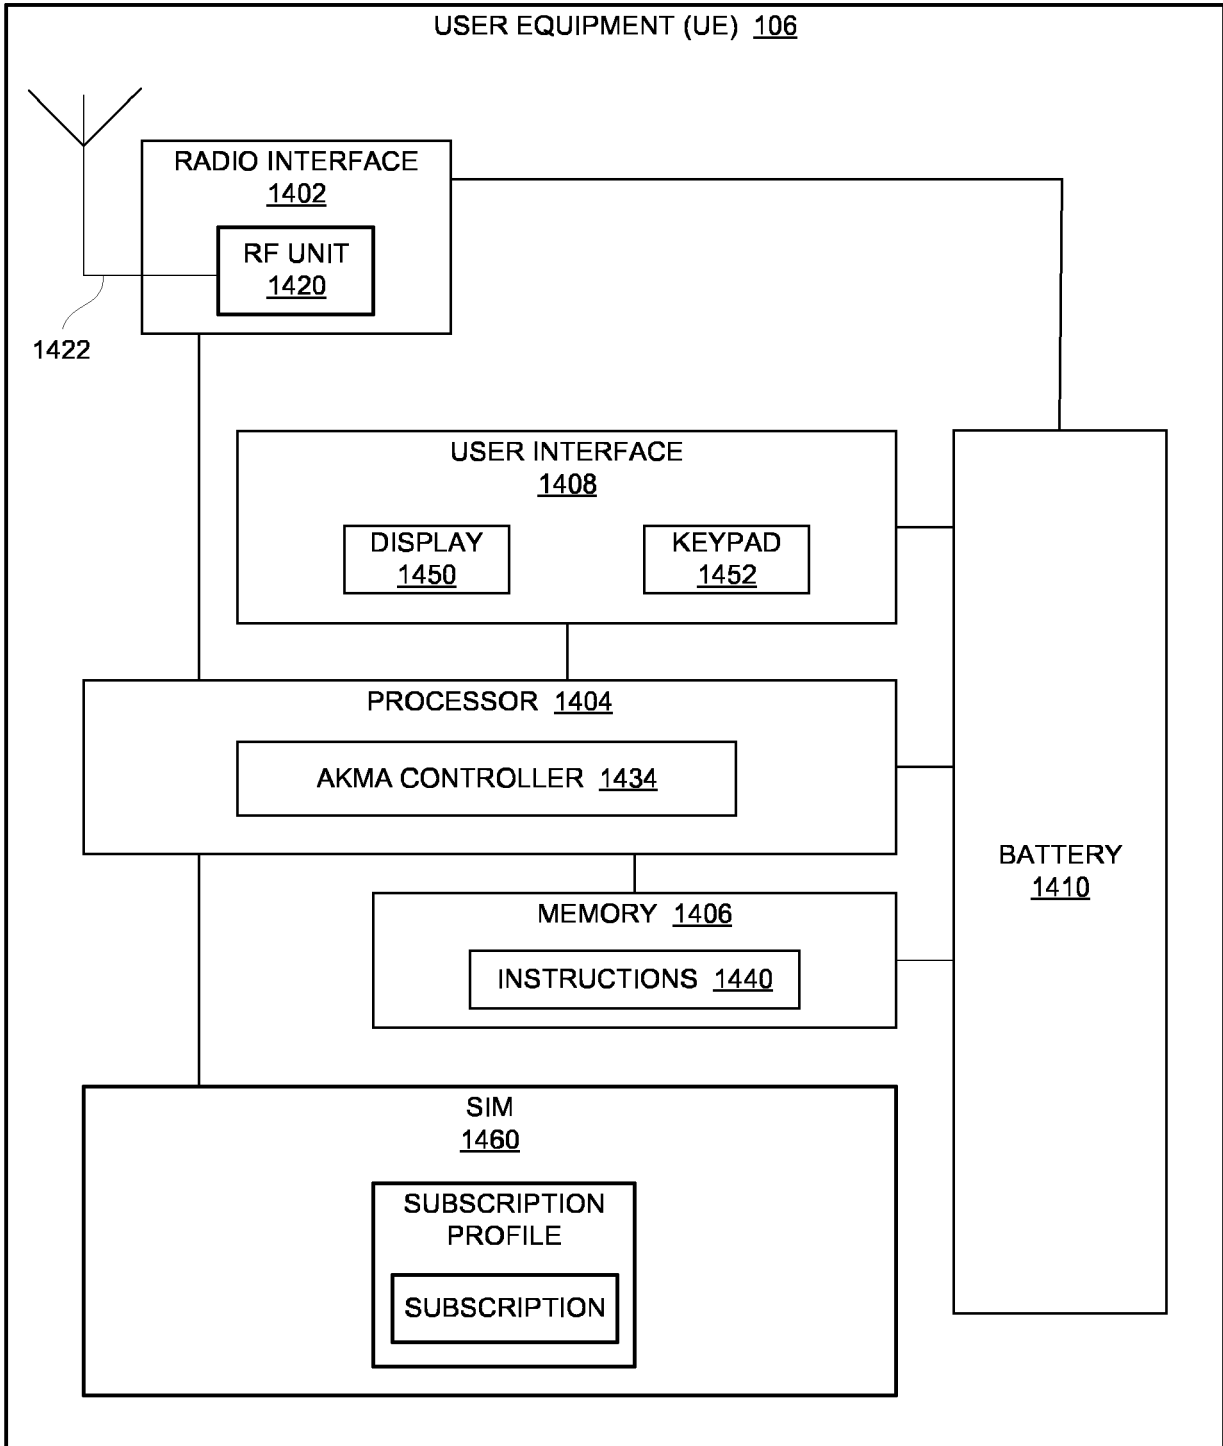 USER EQUIPMENT (UE) 106
RADIO INTERFACE
1402
RF UNIT
1420
1422
USER INTERFACE
1408
DISPLAY
1450
KEYPAD
1452
PROCESSOR 1404
AKMA CONTROLLER 1434
BATTERY
1410
MEMORY 1406
INSTRUCTIONS 1440
SIM
1460
SUBSCRIPTION
PROFILE
SUBSCRIPTION